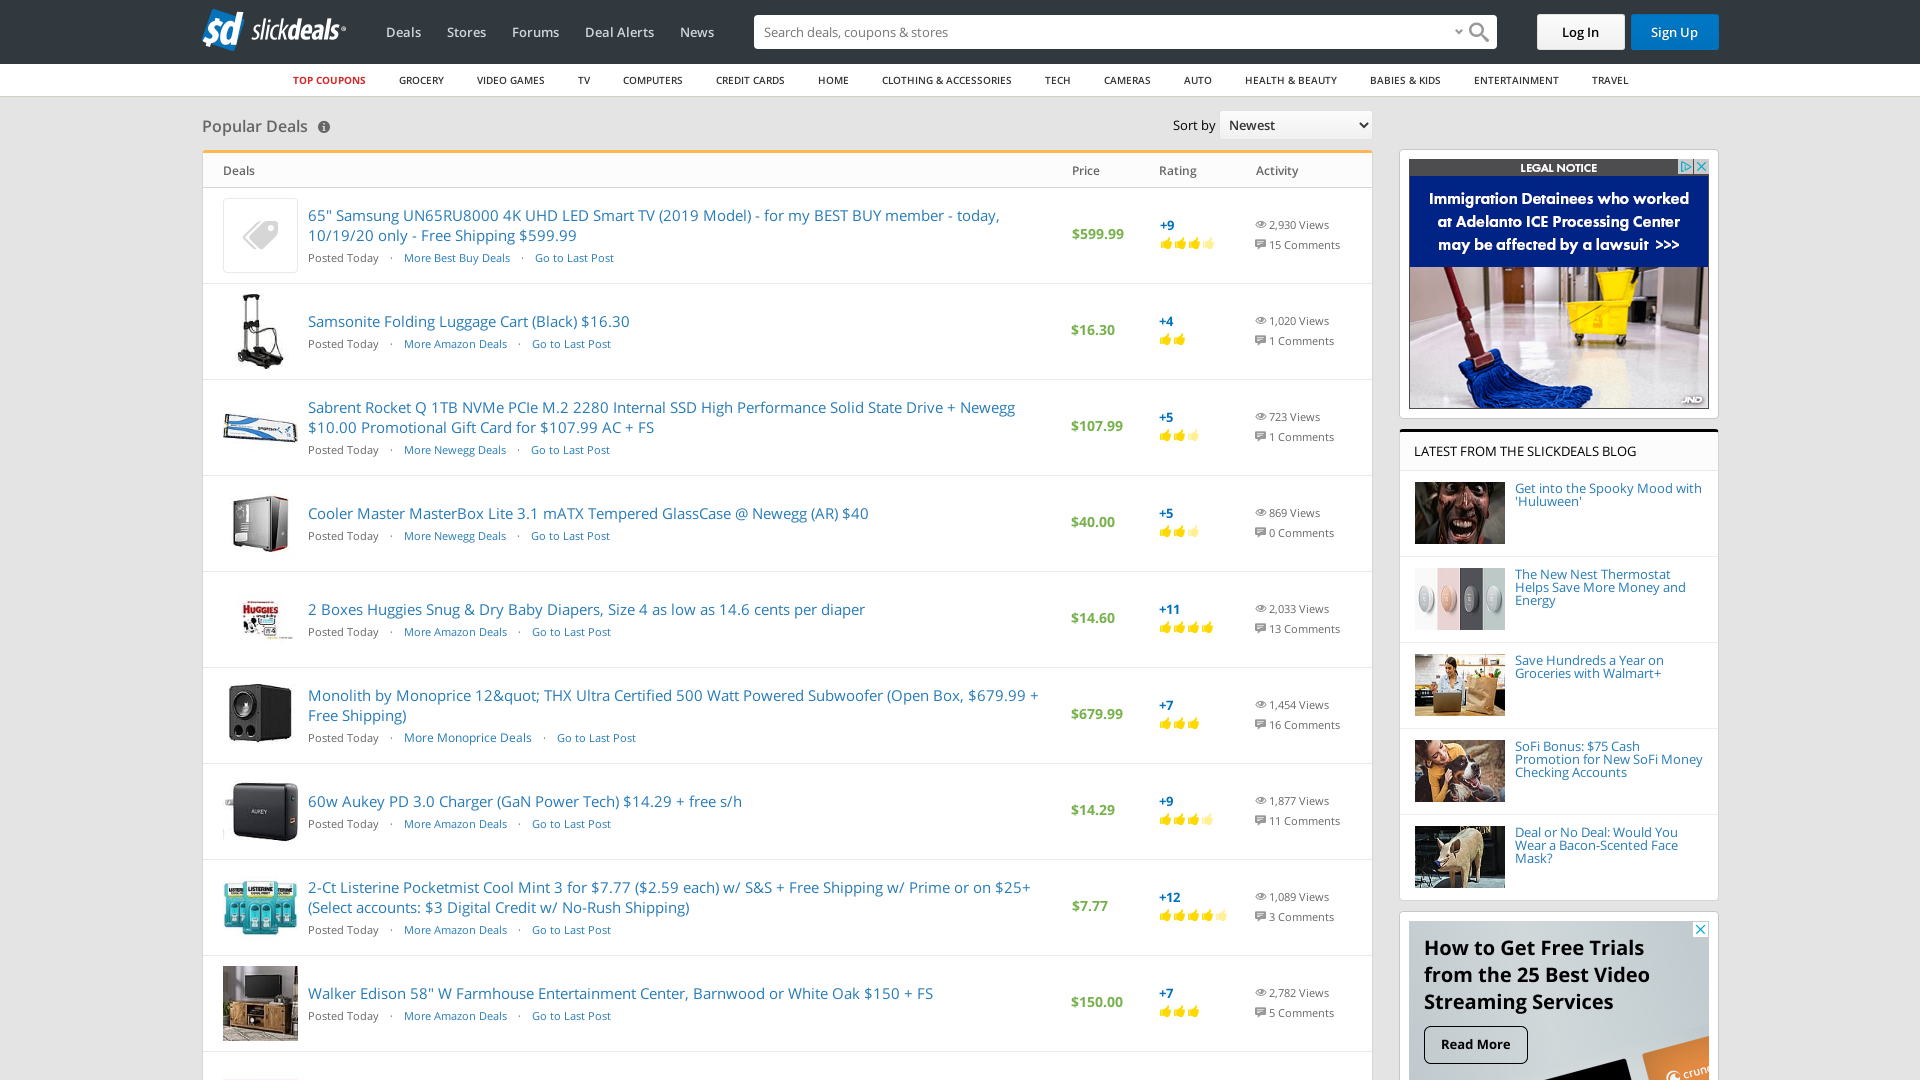 slickdeals
Deals
Stores
Forums
Deal Alerts
News
Search deals, coupons & stores
Log In
Sign Up
TOP COUPONS
GROCERY
VIDEO GAMES
TV
COMPUTERS
CREDIT CARDS
HOME
CLOTHING & ACCESSORIES
TECH
CAMERAS
AUTO
HEALTH & BEAUTY
BABIES & KIDS
ENTERTAINMENT
TRAVEL
Popular Deals
Sort by Newest
Deals Price Rating Activity
65" Samsung UN65RU8000 4K UHD LED Smart TV (2019 Model) - for my BEST BUY member - today,
10/19/20 only - Free Shipping $599.99
Posted Today · More Best Buy Deals · Go to Last Post
$599.99
+9
2,930 Views
15 Comments
Samsonite Folding Luggage Cart (Black) $16.30
Posted Today · More Amazon Deals · Go to Last Post
$16.30
+4
1,020 Views
1 Comments
Sabrent Rocket Q 1TB NVMe PCIe M.2 2280 Internal SSD High Performance Solid State Drive + Newegg
$10.00 Promotional Gift Card for $107.99 AC + FS
Posted Today · More Newegg Deals · Go to Last Post
$107.99
+5
723 Views
1 Comments
Cooler Master MasterBox Lite 3.1 mATX Tempered GlassCase @ Newegg (AR) $40
Posted Today · More Newegg Deals · Go to Last Post
$40.00
+5
869 Views
0 Comments
HUGGIES
2 Boxes Huggies Snug & Dry Baby Diapers, Size 4 as low as 14.6 cents per diaper
Posted Today · More Amazon Deals · Go to Last Post
$14.60
+11
2,033 Views
13 Comments
Monolith by Monoprice 12&quot; THX Ultra Certified 500 Watt Powered Subwoofer (Open Box, $679.99 +
Free Shipping)
Posted Today · More Monoprice Deals · Go to Last Post
$679.99
+7
1,454 Views
16 Comments
AUKEY
60w Aukey PD 3.0 Charger (GaN Power Tech) $14.29 + free s/h
Posted Today · More Amazon Deals · Go to Last Post
$14.29
+9
1,877 Views
11 Comments
LISTERINE
2-Ct Listerine Pocketmist Cool Mint 3 for $7.77 ($2.59 each) w/ S&S + Free Shipping w/ Prime or on $25+
(Select accounts: $3 Digital Credit w/ No-Rush Shipping)
Posted Today · More Amazon Deals · Go to Last Post
$7.77
+12
1,089 Views
3 Comments
Walker Edison 58" W Farmhouse Entertainment Center, Barnwood or White Oak $150 + FS
Posted Today · More Amazon Deals · Go to Last Post
$150.00
+7
2,782 Views
5 Comments
LEGAL NOTICE
Immigration Detainees who worked
at Adelanto ICE Processing Center
may be affected by a lawsuit >>>
JND
LATEST FROM THE SLICKDEALS BLOG
Get into the Spooky Mood with
'Huluween'
The New Nest Thermostat
Helps Save More Money and
Energy
Save Hundreds a Year on
Groceries with Walmart+
SoFi Bonus: $75 Cash
Promotion for New SoFi Money
Checking Accounts
Deal or No Deal: Would You
Wear a Bacon-Scented Face
Mask?
How to Get Free Trials
from the 25 Best Video
Streaming Services
Read More